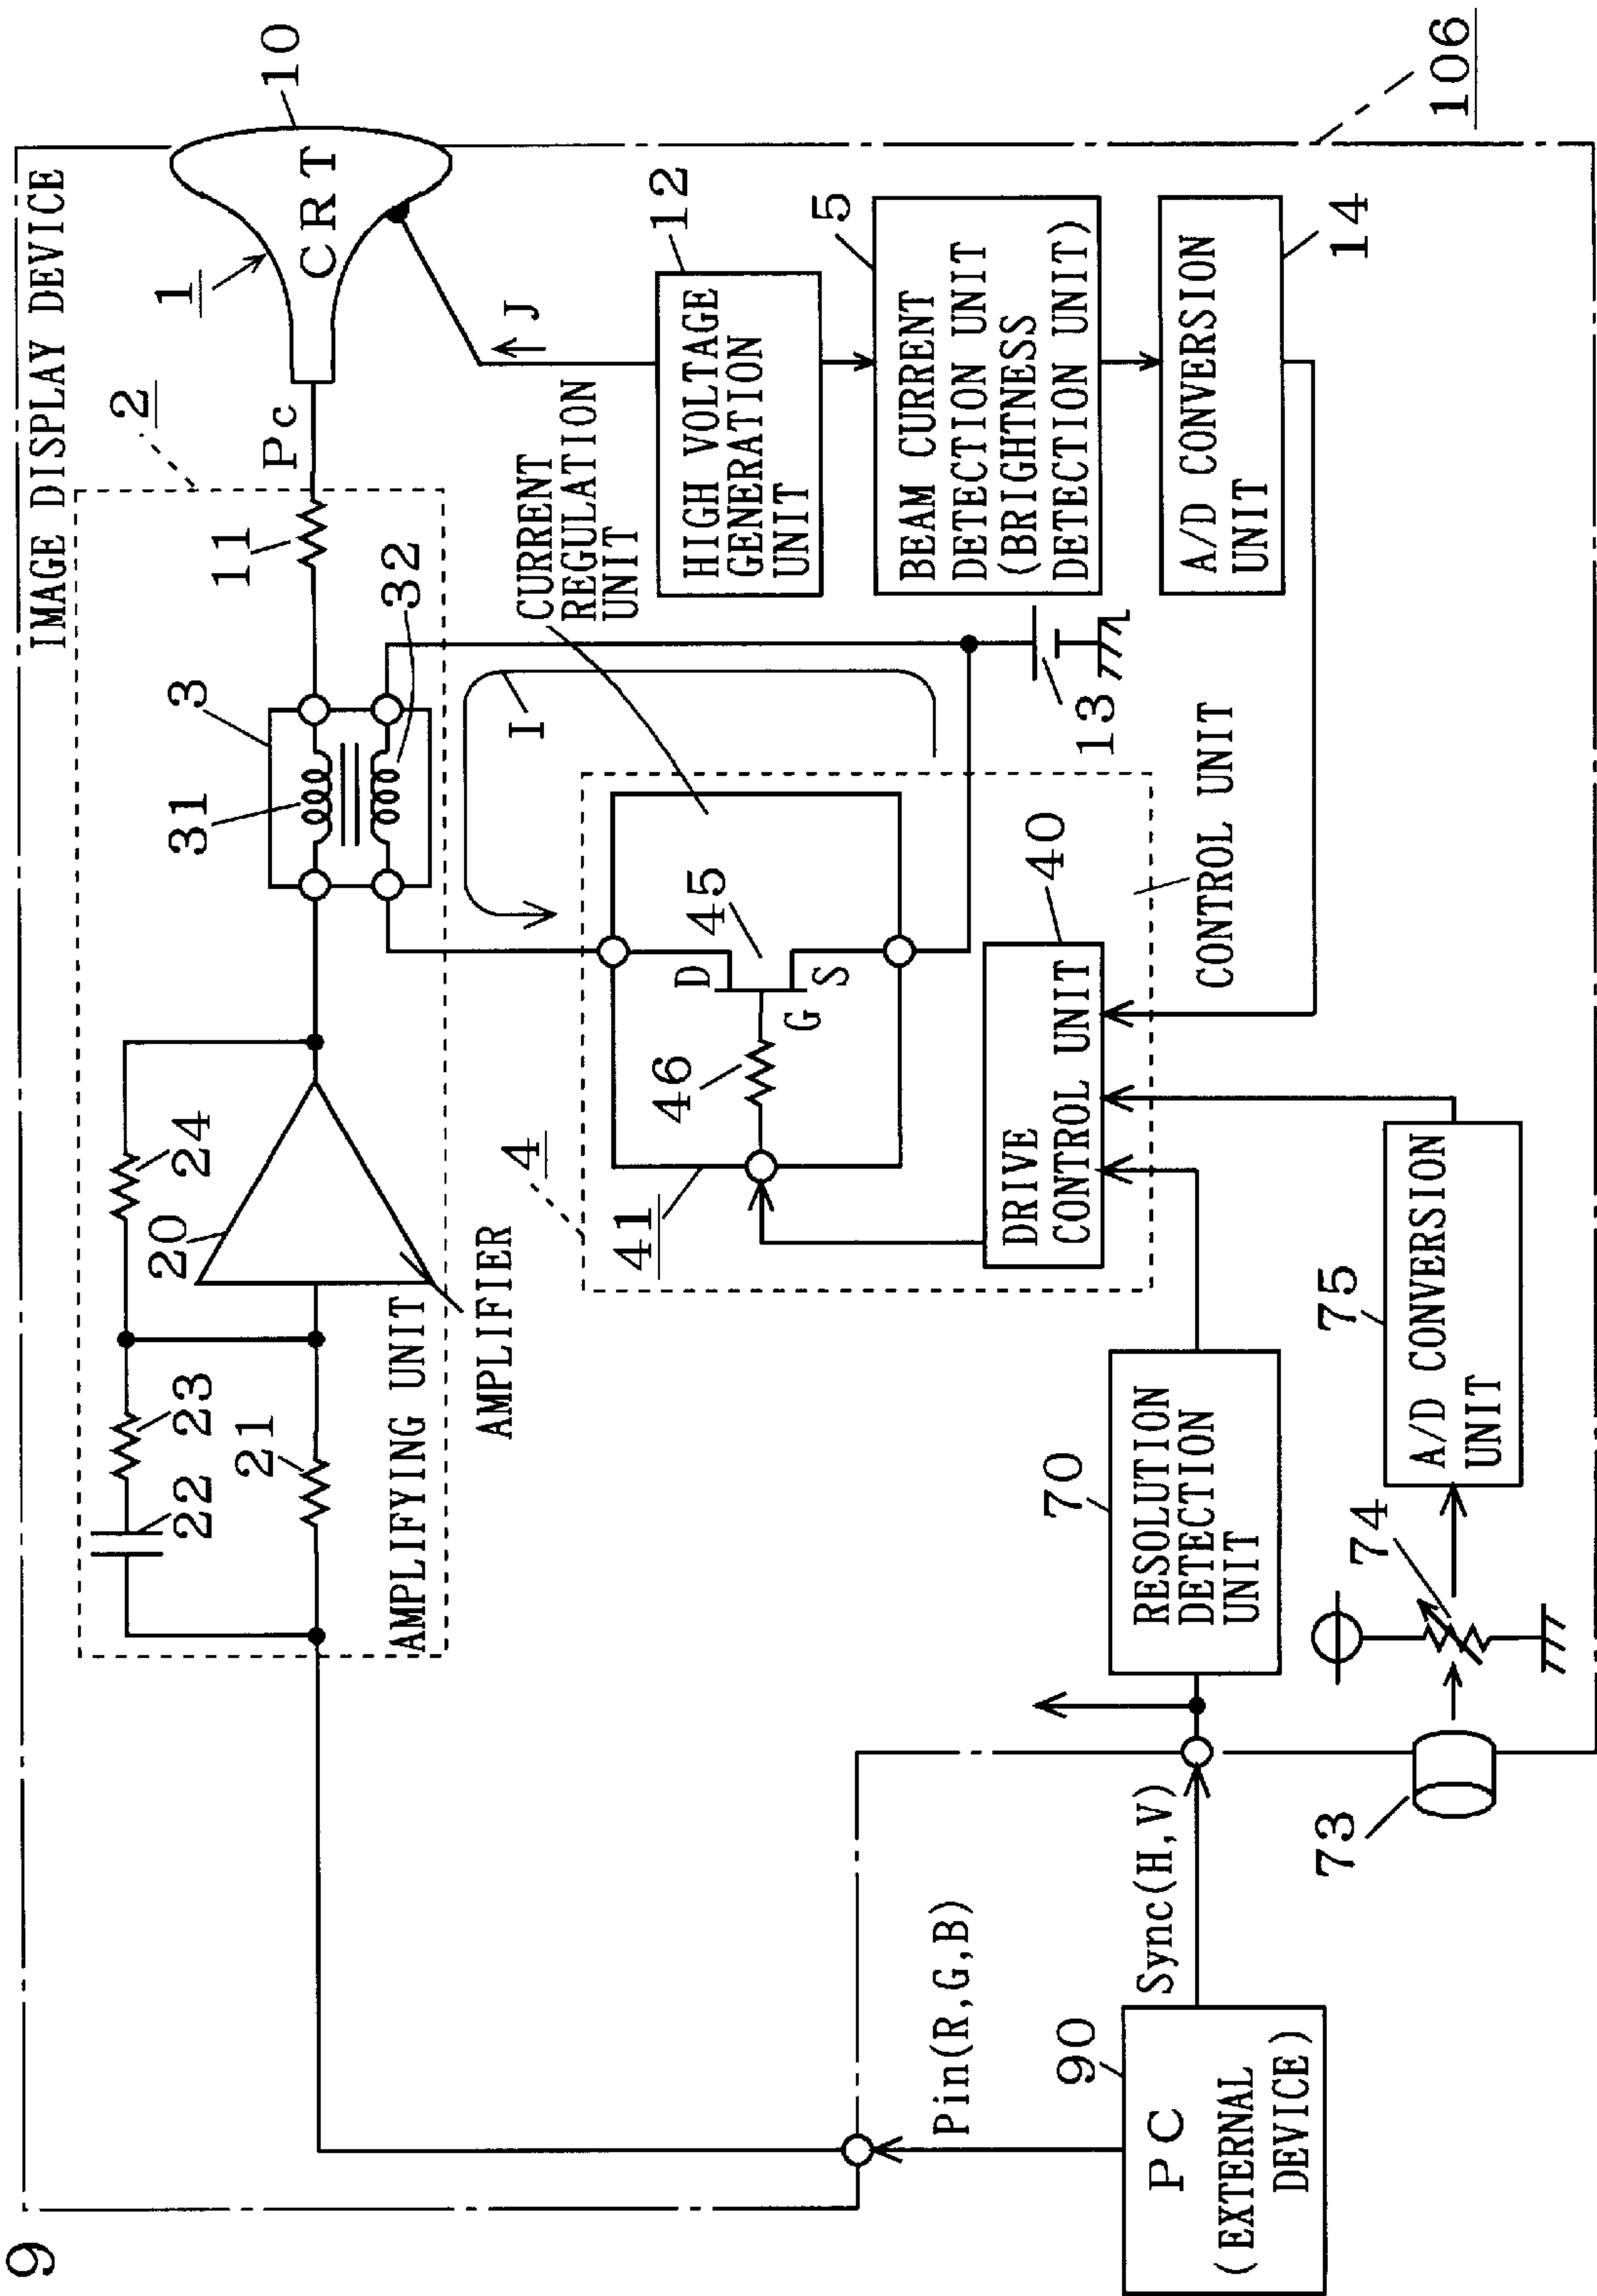 9
IMAGE DISPLAY DEVICE
106
10
1
CRT
Pc
2
11
3
31
32
20
24
22
23
21
AMPLIFYING UNIT
AMPLIFIER
I
J
CURRENT
REGULATION
UNIT
12
HIGH VOLTAGE
GENERATION
UNIT
5
BEAM CURRENT
DETECTION UNIT
(BRIGHTNESS
DETECTION UNIT)
14
A/D CONVERSION
UNIT
13
4
41
46
45
D
G
S
40
DRIVE
CONTROL UNIT
CONTROL UNIT
70
RESOLUTION
DETECTION
UNIT
75
A/D CONVERSION
UNIT
74
73
Pin(R,G,B)
Sync(H,V)
90
PC
(EXTERNAL
DEVICE)